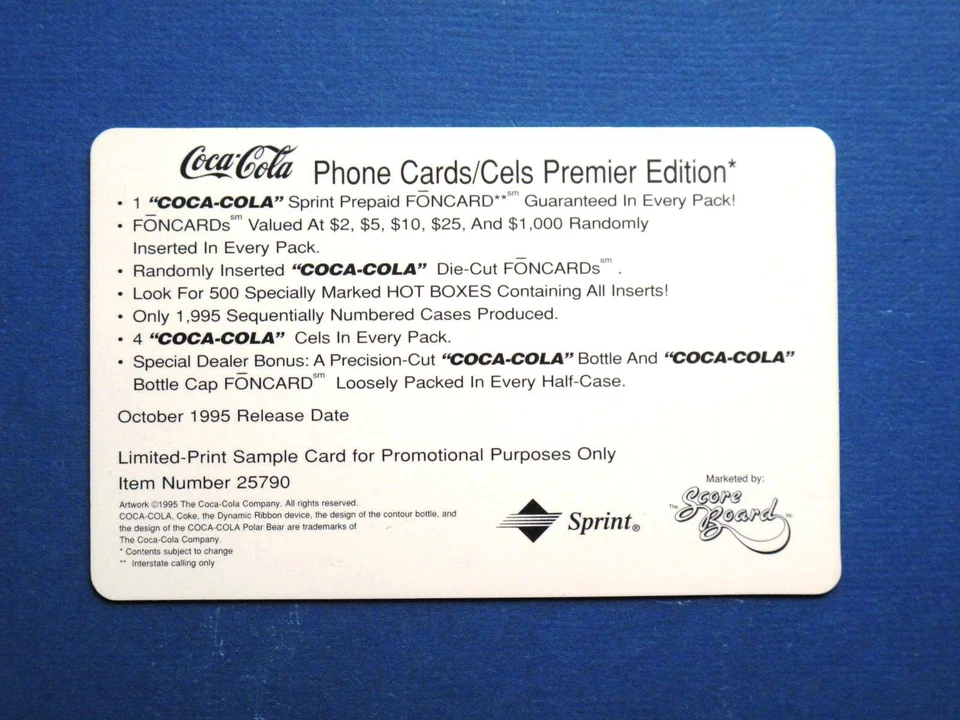 Coca-Cola Phone Cards/Cels Premier Edition*
• 1 “COCA-COLA” Sprint Prepaid FŌNCARD**℠ Guaranteed In Every Pack!
• FŌNCARDs℠ Valued At $2, $5, $10, $25, And $1,000 Randomly
Inserted In Every Pack.
• Randomly Inserted “COCA-COLA” Die-Cut FŌNCARDs℠ .
• Look For 500 Specially Marked HOT BOXES Containing All Inserts!
• Only 1,995 Sequentially Numbered Cases Produced.
• 4 “COCA-COLA” Cels In Every Pack.
• Special Dealer Bonus: A Precision-Cut “COCA-COLA” Bottle And “COCA-COLA”
Bottle Cap FŌNCARD℠ Loosely Packed In Every Half-Case.
October 1995 Release Date
Limited-Print Sample Card for Promotional Purposes Only
Item Number 25790
Artwork ©1995 The Coca-Cola Company. All rights reserved.
COCA-COLA, Coke, the Dynamic Ribbon device, the design of the contour bottle, and
the design of the COCA-COLA Polar Bear are trademarks of
The Coca-Cola Company.
* Contents subject to change
** Interstate calling only
Sprint®
Marketed by:
The Score Board Inc.